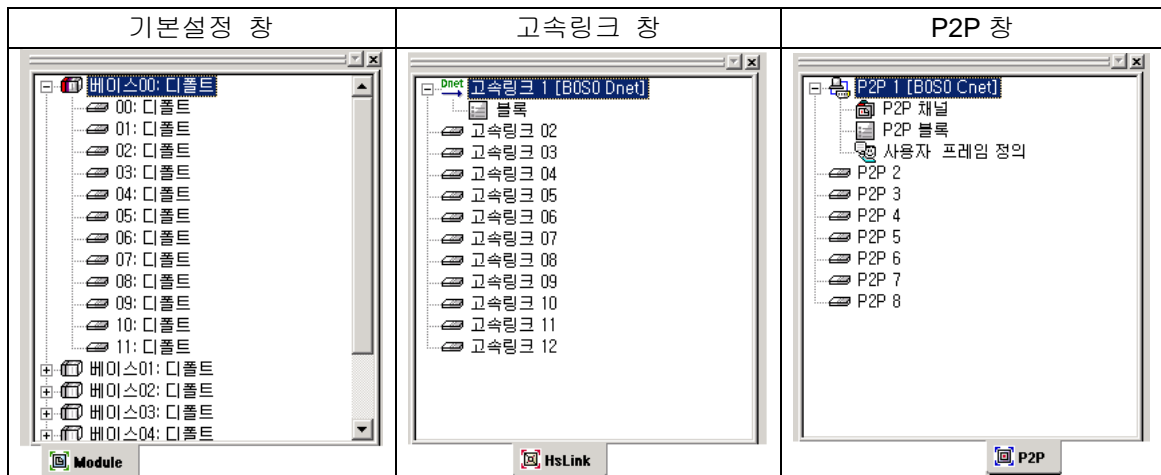 기본설정 창
고속링크 창
P2P 창
베이스00: 디폴트
00: 디폴트
01: 디폴트
02: 디폴트
03: 디폴트
04: 디폴트
05: 디폴트
06: 디폴트
07: 디폴트
08: 디폴트
09: 디폴트
10: 디폴트
11: 디폴트
베이스01: 디폴트
베이스02: 디폴트
베이스03: 디폴트
베이스04: 디폴트
Module
Dnet
고속링크 1 [B0S0 Dnet]
블록
고속링크 02
고속링크 03
고속링크 04
고속링크 05
고속링크 06
고속링크 07
고속링크 08
고속링크 09
고속링크 10
고속링크 11
고속링크 12
HsLink
P2P 1 [B0S0 Cnet]
P2P 채널
P2P 블록
사용자 프레임 정의
P2P 2
P2P 3
P2P 4
P2P 5
P2P 6
P2P 7
P2P 8
P2P